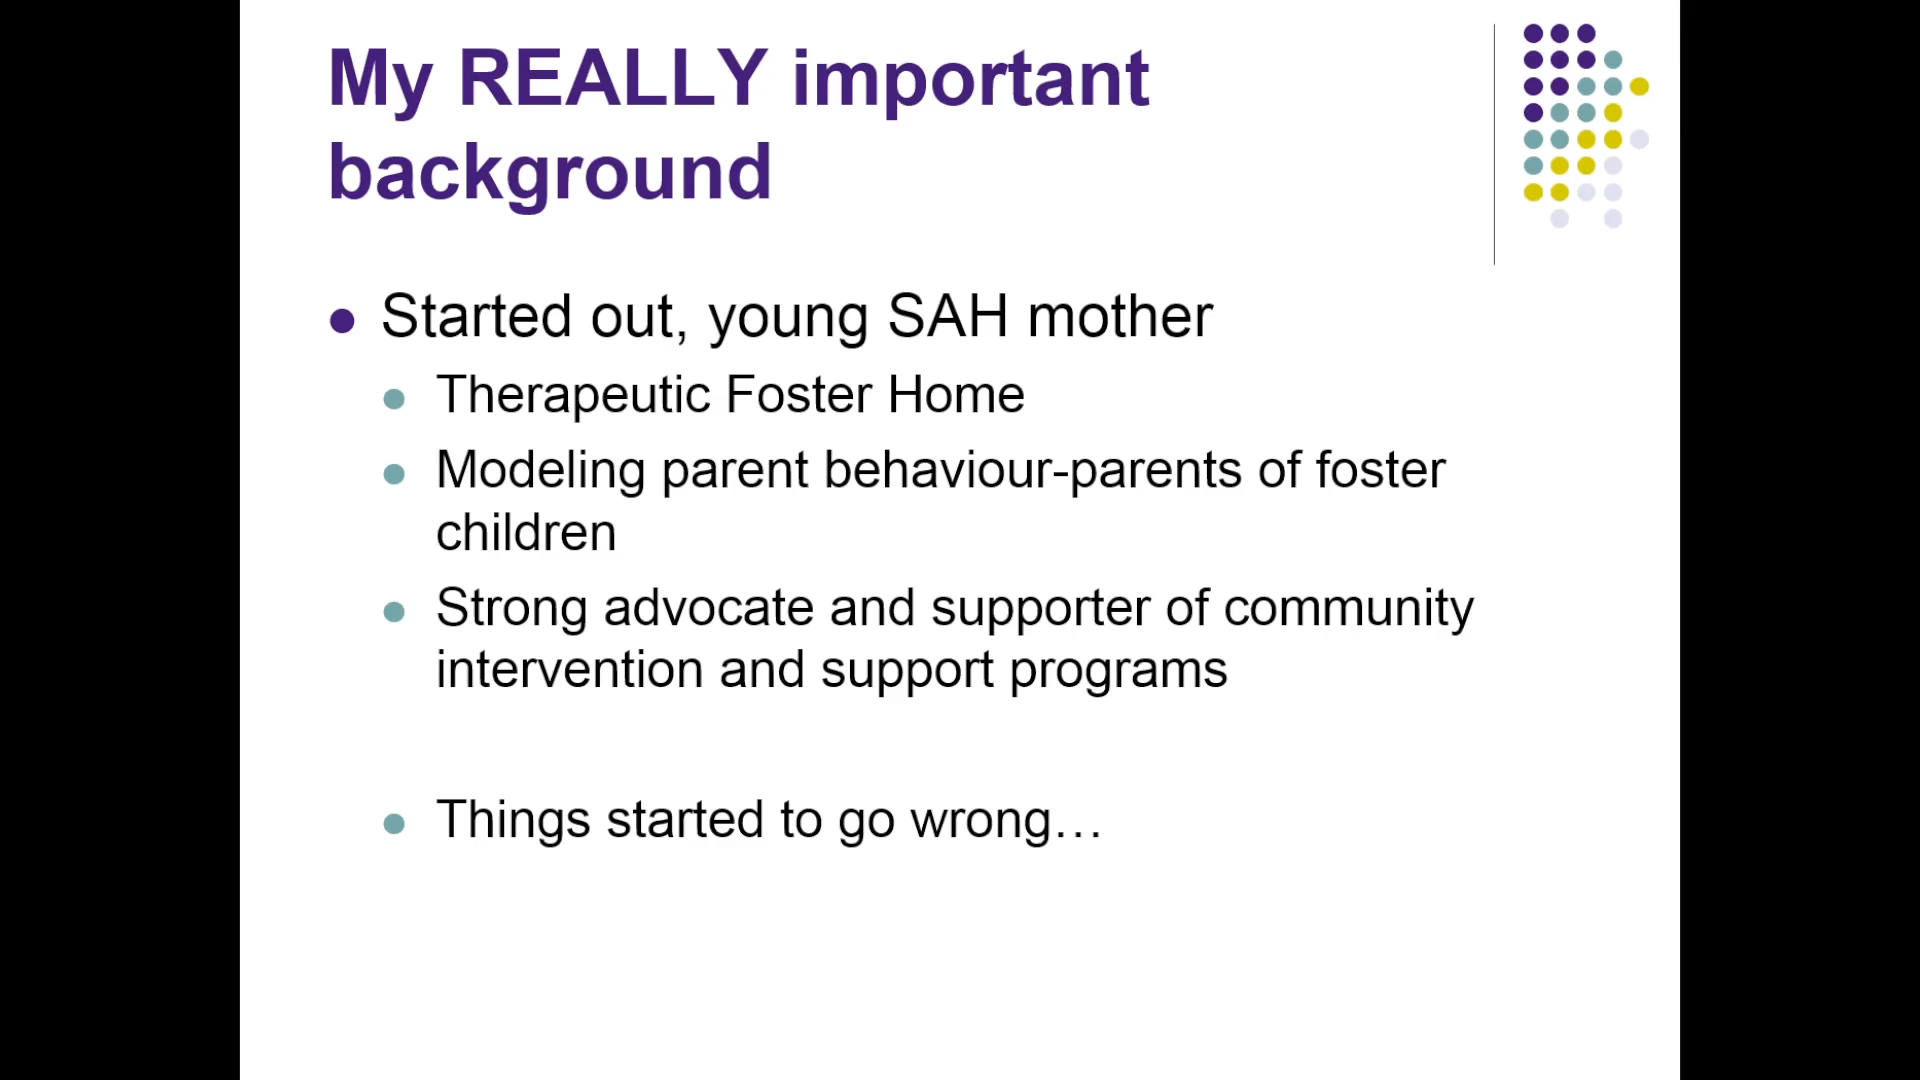 My REALLY important
background
Started out, young SAH mother
Therapeutic Foster Home
Modeling parent behaviour-parents of foster
children
Strong advocate and supporter of community
intervention and support programs
Things started to go wrong…